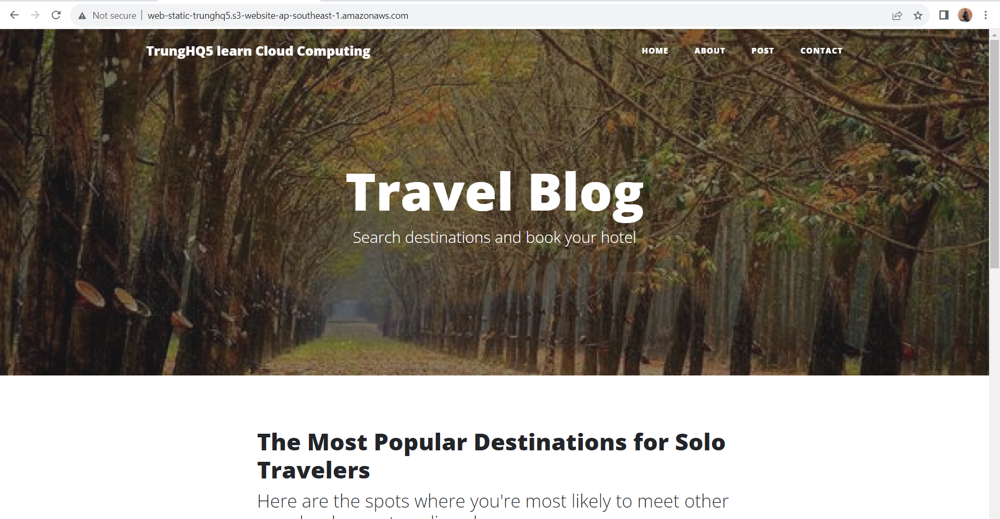 Not secure web-static-trunghq5.s3-website-ap-southeast-1.amazonaws.com
TrungHQ5 learn Cloud Computing HOME ABOUT POST CONTACT
Travel Blog
Search destinations and book your hotel
The Most Popular Destinations for Solo
Travelers
Here are the spots where you're most likely to meet other